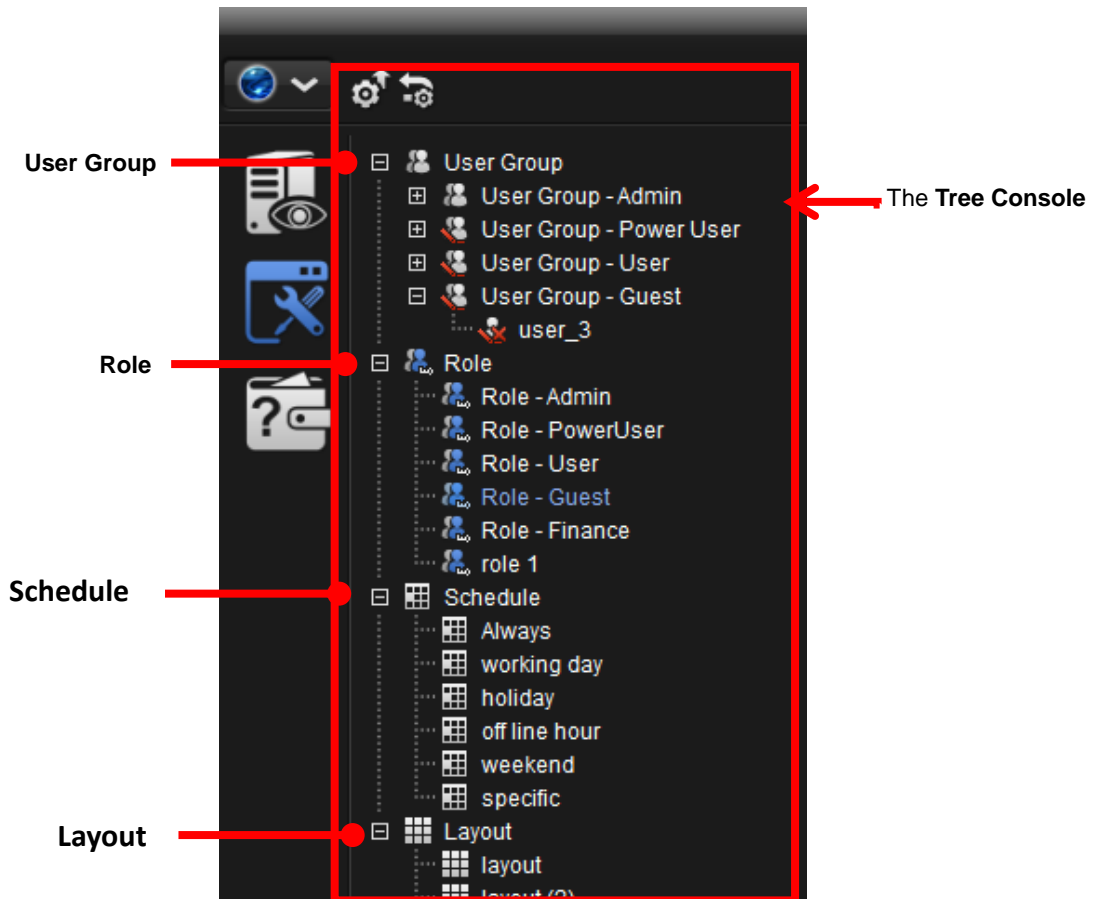 User Group
User Group - Admin
User Group - Power User
User Group - User
User Group - Guest
user_3
Role
Role - Admin
Role - PowerUser
Role - User
Role - Guest
Role - Finance
role 1
Schedule
Always
working day
holiday
off line hour
weekend
specific
Layout
layout
layout (2)
User Group
Role
Schedule
Layout
The Tree Console